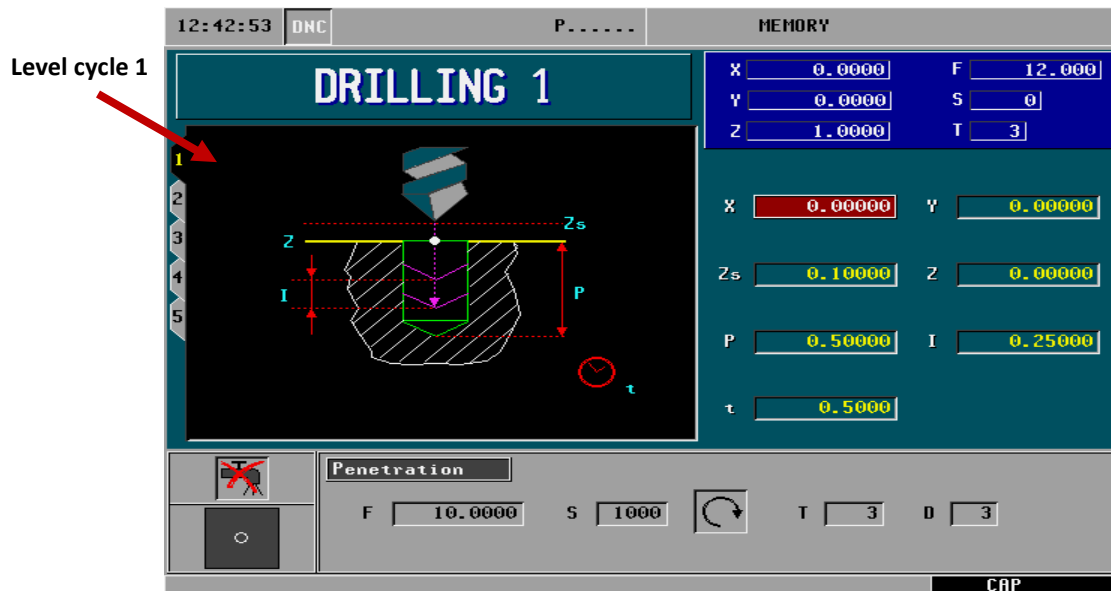 12:42:53 DNC P...... MEMORY
Level cycle 1
DRILLING 1
X 0.0000 F 12.000
Y 0.0000 S 0
Z 1.0000 T 3
1
2
3
4
5
Zs
Z
I
P
t
X 0.00000 Y 0.00000
Zs 0.10000 Z 0.00000
P 0.50000 I 0.25000
t 0.5000
Penetration
F 10.0000 S 1000 T 3 D 3
CAP